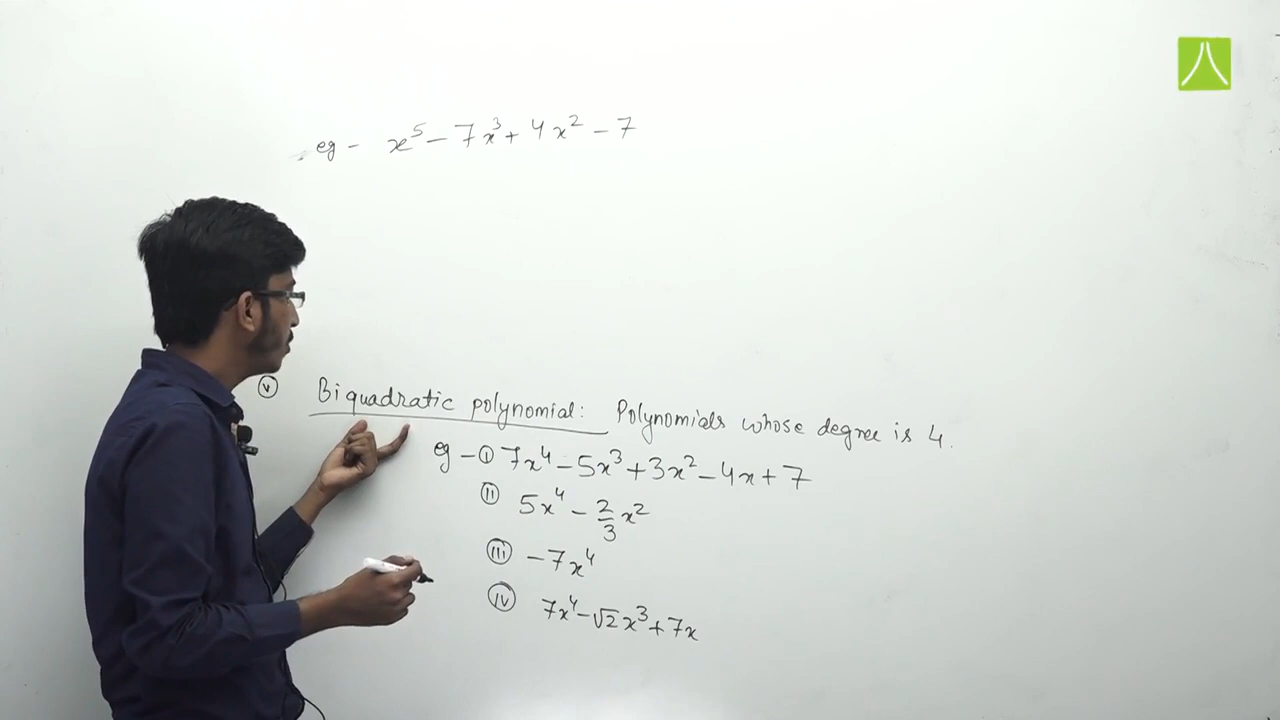 eg - x⁵ - 7x³ + 4x² - 7
(v) Biquadratic polynomial: Polynomials whose degree is 4.
eg - (i) 7x⁴ - 5x³ + 3x² - 4x + 7
(ii) 5x⁴ - 2/3 x²
(iii) -7x⁴
(iv) 7x⁴ - √2x³ + 7x